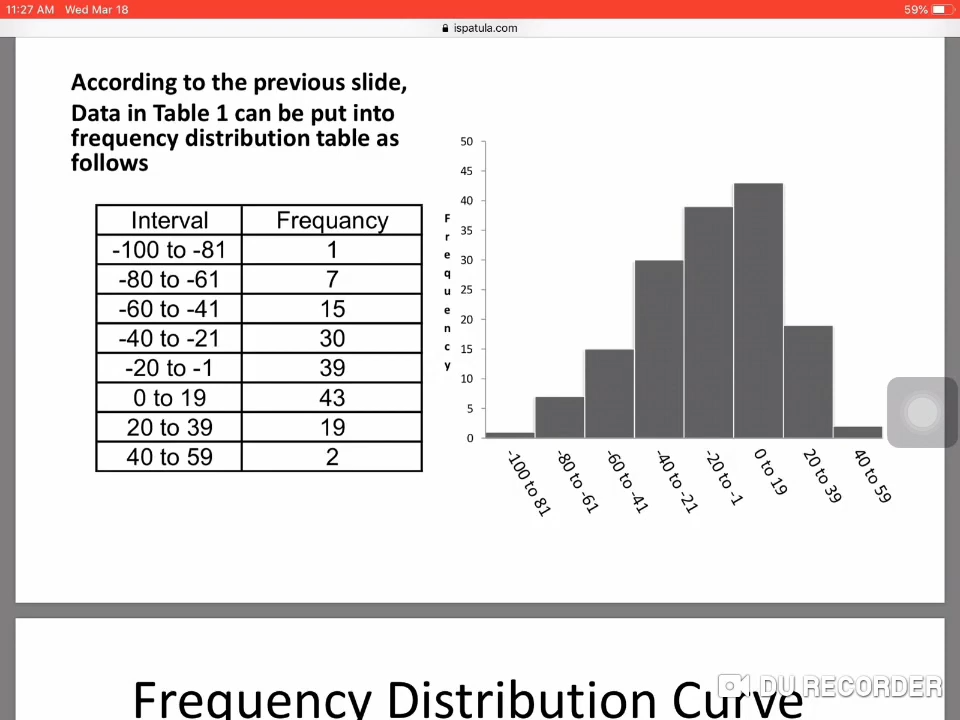 11:27 AM Wed Mar 18
59%
ispatula.com
According to the previous slide,
Data in Table 1 can be put into
frequency distribution table as
follows
Interval Frequancy
-100 to -81 1
-80 to -61 7
-60 to -41 15
-40 to -21 30
-20 to -1 39
0 to 19 43
20 to 39 19
40 to 59 2
Frequency
50
45
40
35
30
25
20
15
10
5
0
-100 to 81
-80 to -61
-60 to -41
-40 to -21
-20 to -1
0 to 19
20 to 39
40 to 59
Frequency Distribution Curve
DU RECORDER